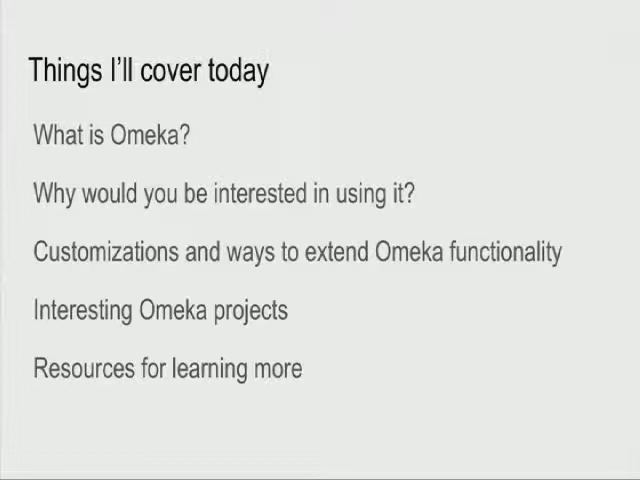 Things I'll cover today
What is Omeka?
Why would you be interested in using it?
Customizations and ways to extend Omeka functionality
Interesting Omeka projects
Resources for learning more